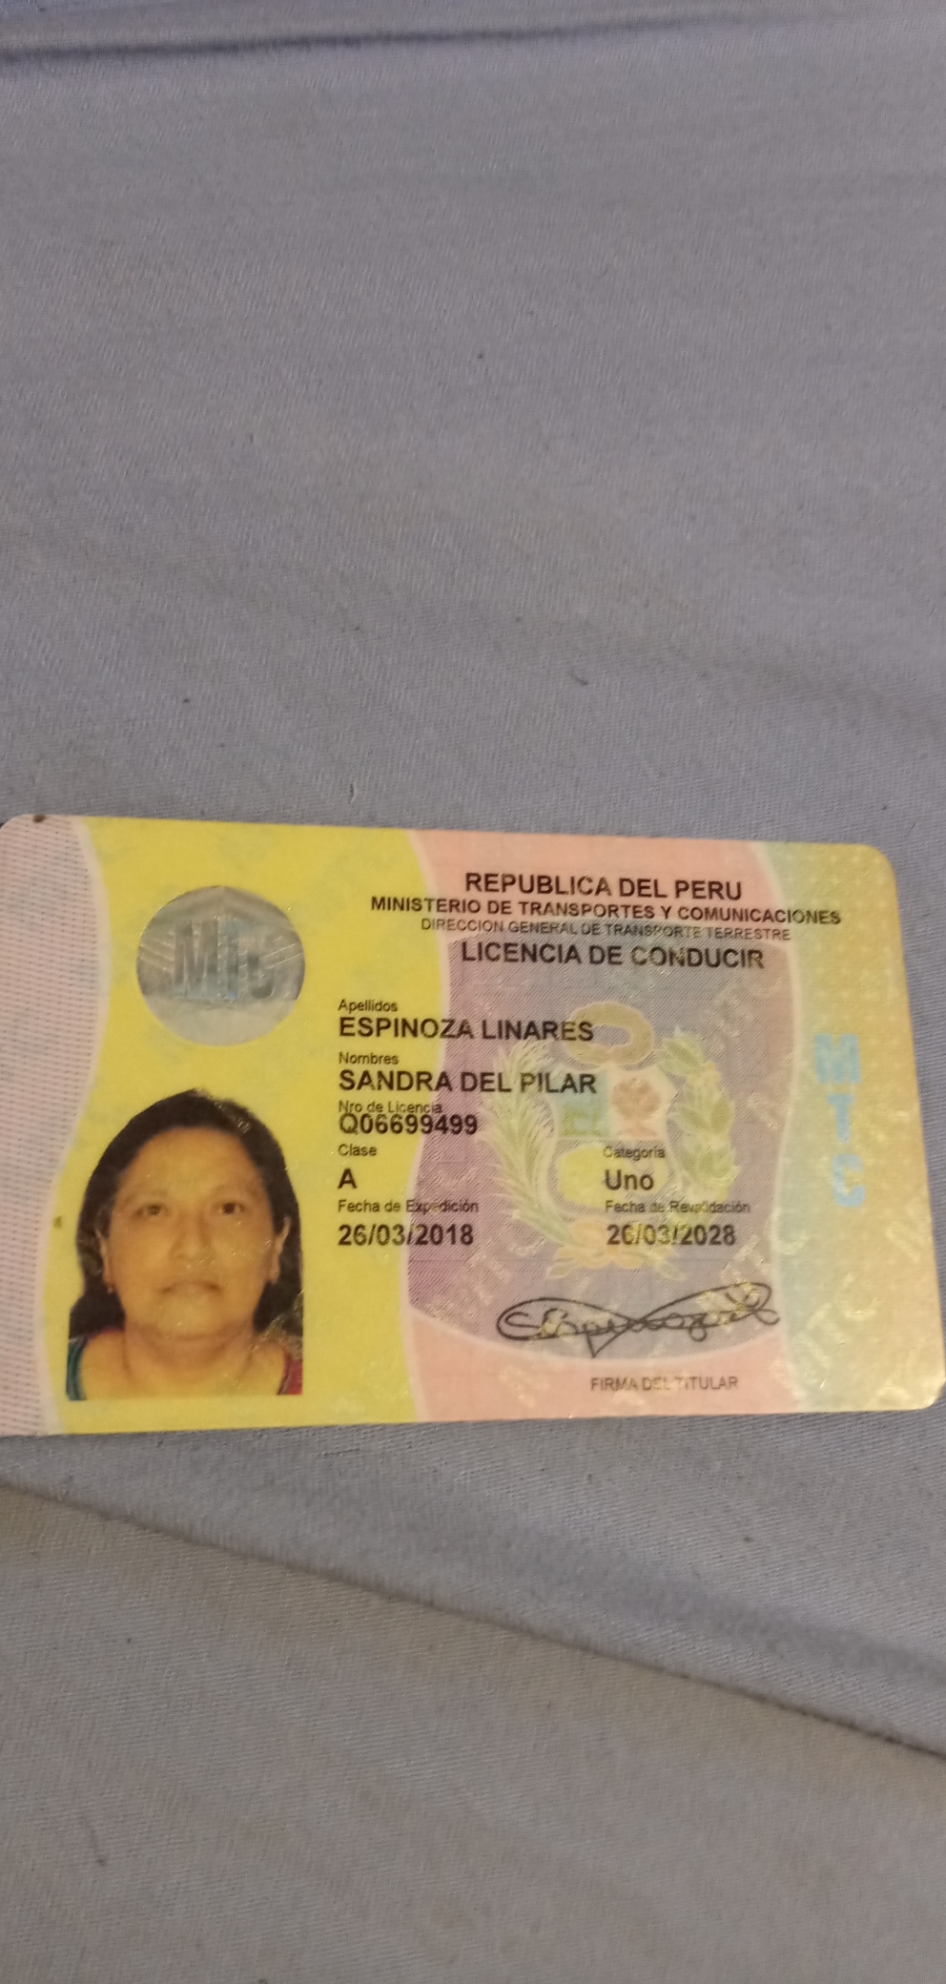 REPUBLICA DEL PERU
MINISTERIO DE TRANSPORTES Y COMUNICACIONES
DIRECCION GENERAL DE TRANSPORTE TERRESTRE
LICENCIA DE CONDUCIR
MTC
Apellidos
ESPINOZA LINARES
Nombres
SANDRA DEL PILAR
Nro de Licencia
Q06699499
Clase Categoría
A Uno
Fecha de Expedición Fecha de Revalidación
26/03/2018 26/03/2028
FIRMA DEL TITULAR
MTC